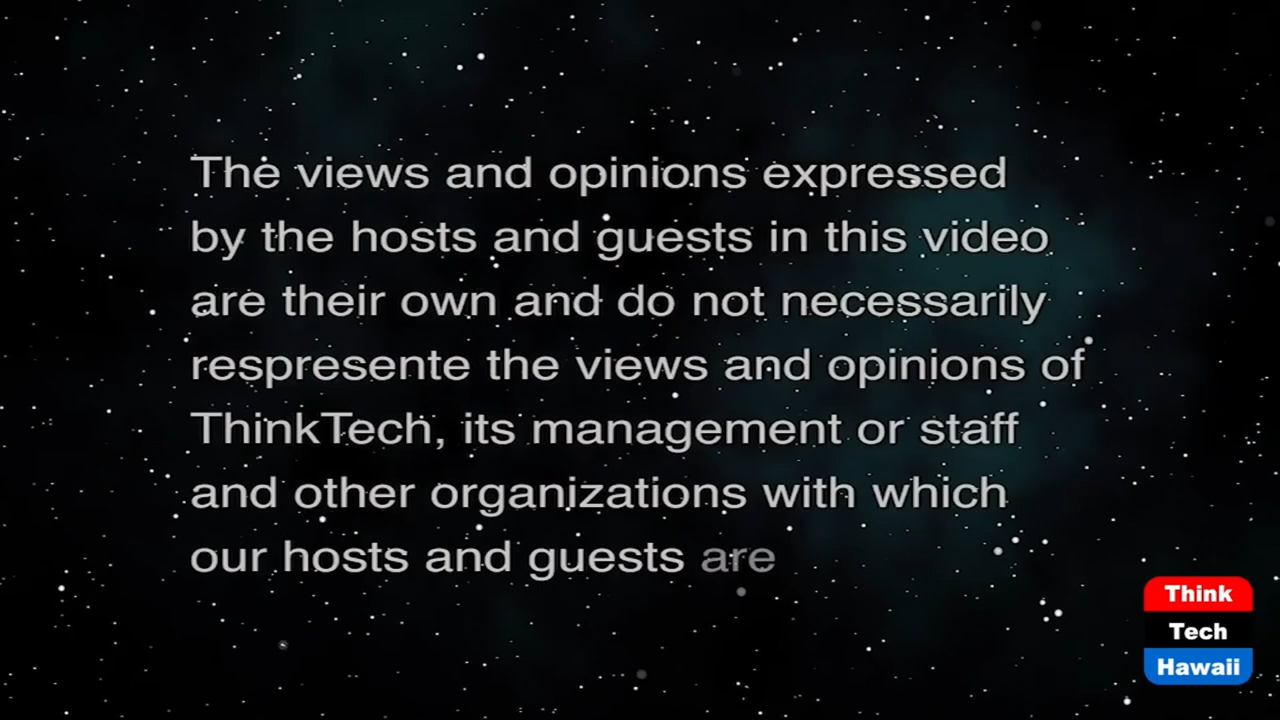 The views and opinions expressed
by the hosts and guests in this video
are their own and do not necessarily
respresente the views and opinions of
ThinkTech, its management or staff
and other organizations with which
our hosts and guests are
Think
Tech
Hawaii